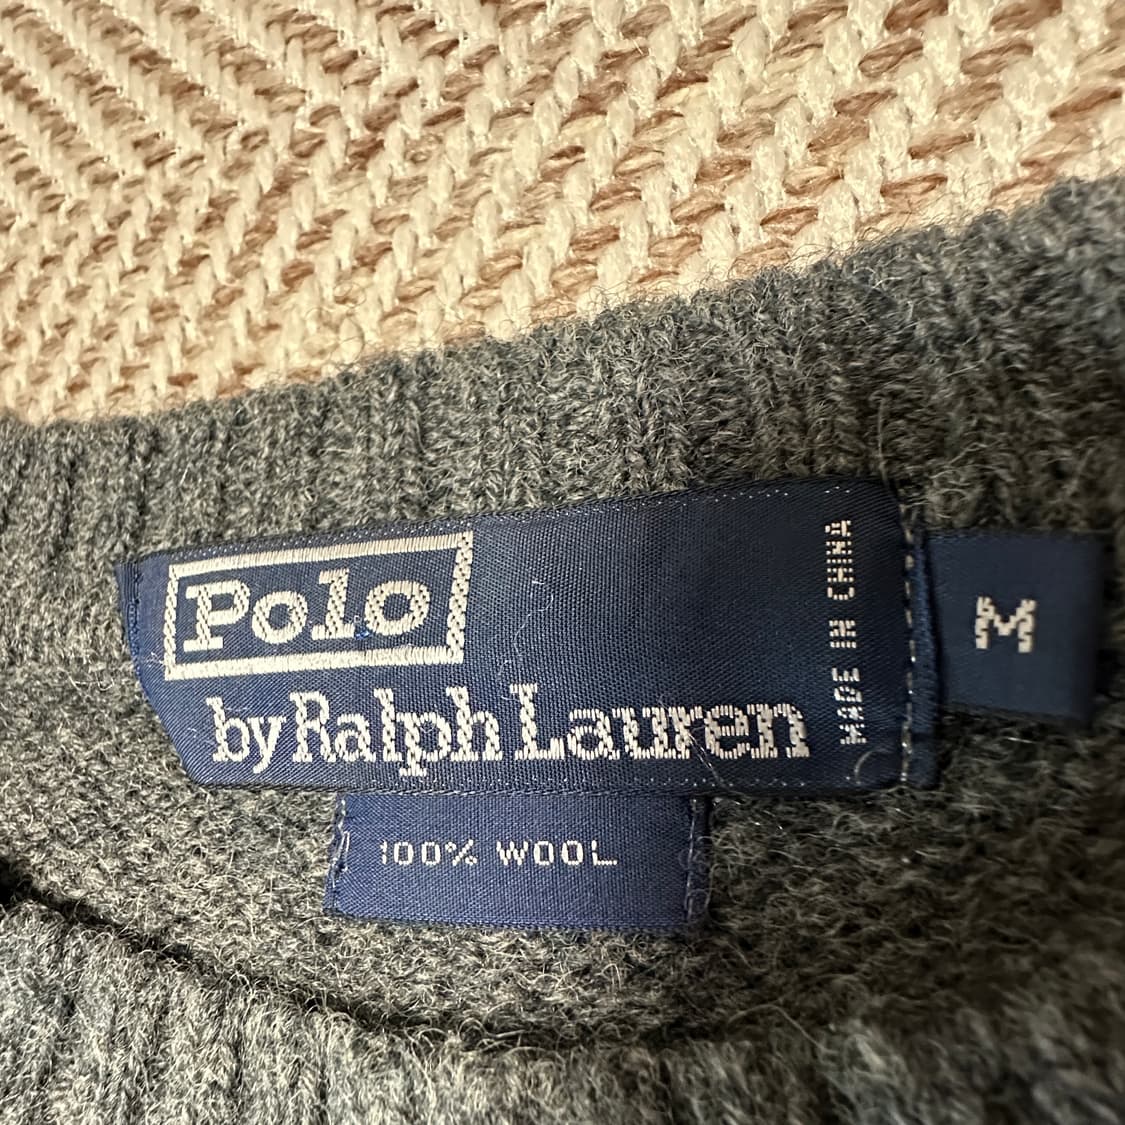 Polo
by Ralph Lauren
MADE IN CHINA
M
100% WOOL